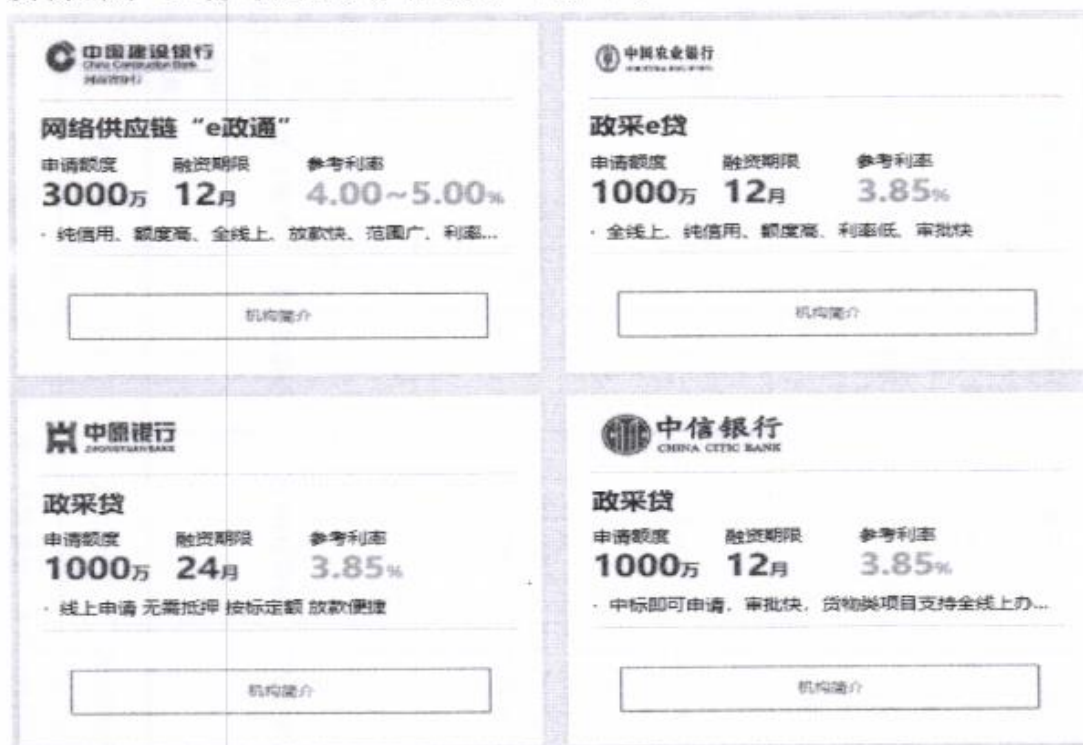 中国建设银行
China Construction Bank
网络供应链“e政通”
申请额度 融资期限 参考利率
3000万 12月 4.00~5.00%
· 纯信用、额度高、全线上、放款快、范围广、利率...
机构简介
中国农业银行
政采e贷
申请额度 融资期限 参考利率
1000万 12月 3.85%
· 全线上、纯信用、额度高、利率低、审批快
机构简介
中原银行
ZHONGYUAN BANK
政采贷
申请额度 融资期限 参考利率
1000万 24月 3.85%
· 线上申请 无需抵押 按标定额 放款便捷
机构简介
中信银行
CHINA CITIC BANK
政采贷
申请额度 融资期限 参考利率
1000万 12月 3.85%
· 中标即可申请，审批快，货物类项目支持全线上办...
机构简介